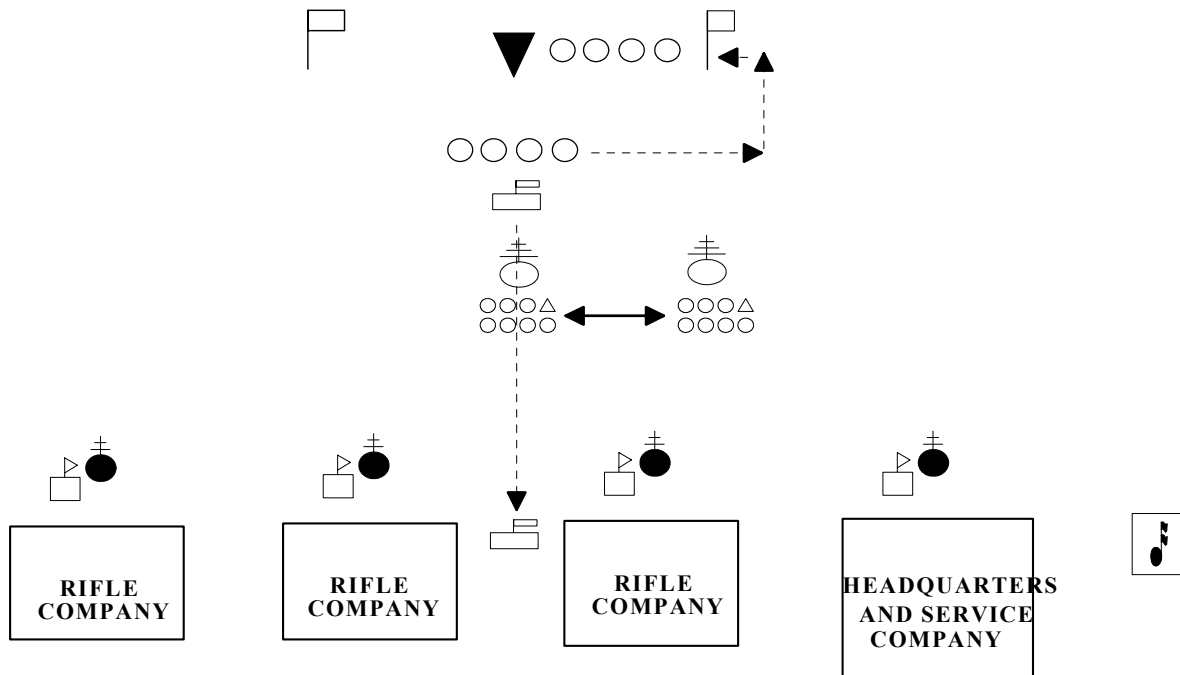 RIFLE
COMPANY
RIFLE
COMPANY
RIFLE
COMPANY
HEADQUARTERS
AND SERVICE
COMPANY